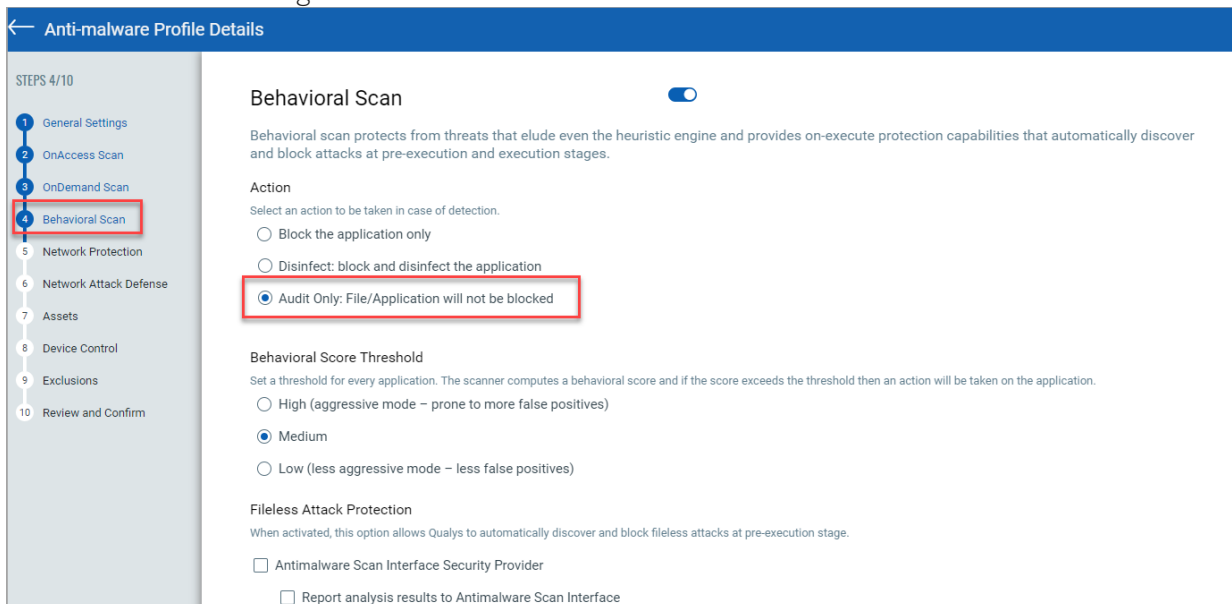 Anti-malware Profile Details
STEPS 4/10
1 General Settings
2 OnAccess Scan
3 OnDemand Scan
4 Behavioral Scan
5 Network Protection
6 Network Attack Defense
7 Assets
8 Device Control
9 Exclusions
10 Review and Confirm
Behavioral Scan
Behavioral scan protects from threats that elude even the heuristic engine and provides on-execute protection capabilities that automatically discover
and block attacks at pre-execution and execution stages.
Action
Select an action to be taken in case of detection.
Block the application only
Disinfect: block and disinfect the application
Audit Only: File/Application will not be blocked
Behavioral Score Threshold
Set a threshold for every application. The scanner computes a behavioral score and if the score exceeds the threshold then an action will be taken on the application.
High (aggressive mode – prone to more false positives)
Medium
Low (less aggressive mode – less false positives)
Fileless Attack Protection
When activated, this option allows Qualys to automatically discover and block fileless attacks at pre-execution stage.
Antimalware Scan Interface Security Provider
Report analysis results to Antimalware Scan Interface